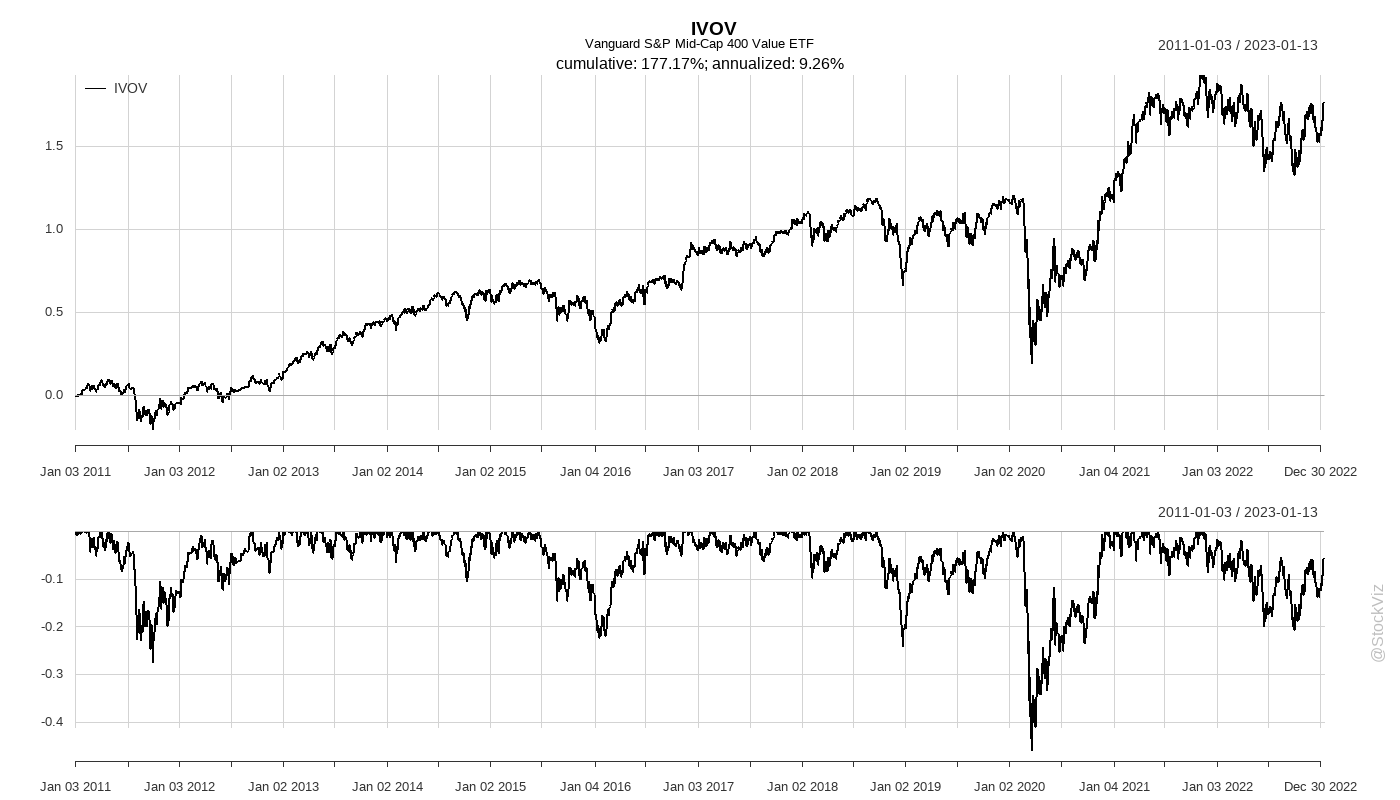 IVOV
Vanguard S&P Mid-Cap 400 Value ETF
2011-01-03 / 2023-01-13
cumulative: 177.17%; annualized: 9.26%
IVOV
1.5
1.0
0.5
0.0
Jan 03 2011 Jan 03 2012 Jan 02 2013 Jan 02 2014 Jan 02 2015 Jan 04 2016 Jan 03 2017 Jan 02 2018 Jan 02 2019 Jan 02 2020 Jan 04 2021 Jan 03 2022 Dec 30 2022
2011-01-03 / 2023-01-13
-0.1
-0.2
-0.3
-0.4
@StockViz
Jan 03 2011 Jan 03 2012 Jan 02 2013 Jan 02 2014 Jan 02 2015 Jan 04 2016 Jan 03 2017 Jan 02 2018 Jan 02 2019 Jan 02 2020 Jan 04 2021 Jan 03 2022 Dec 30 2022